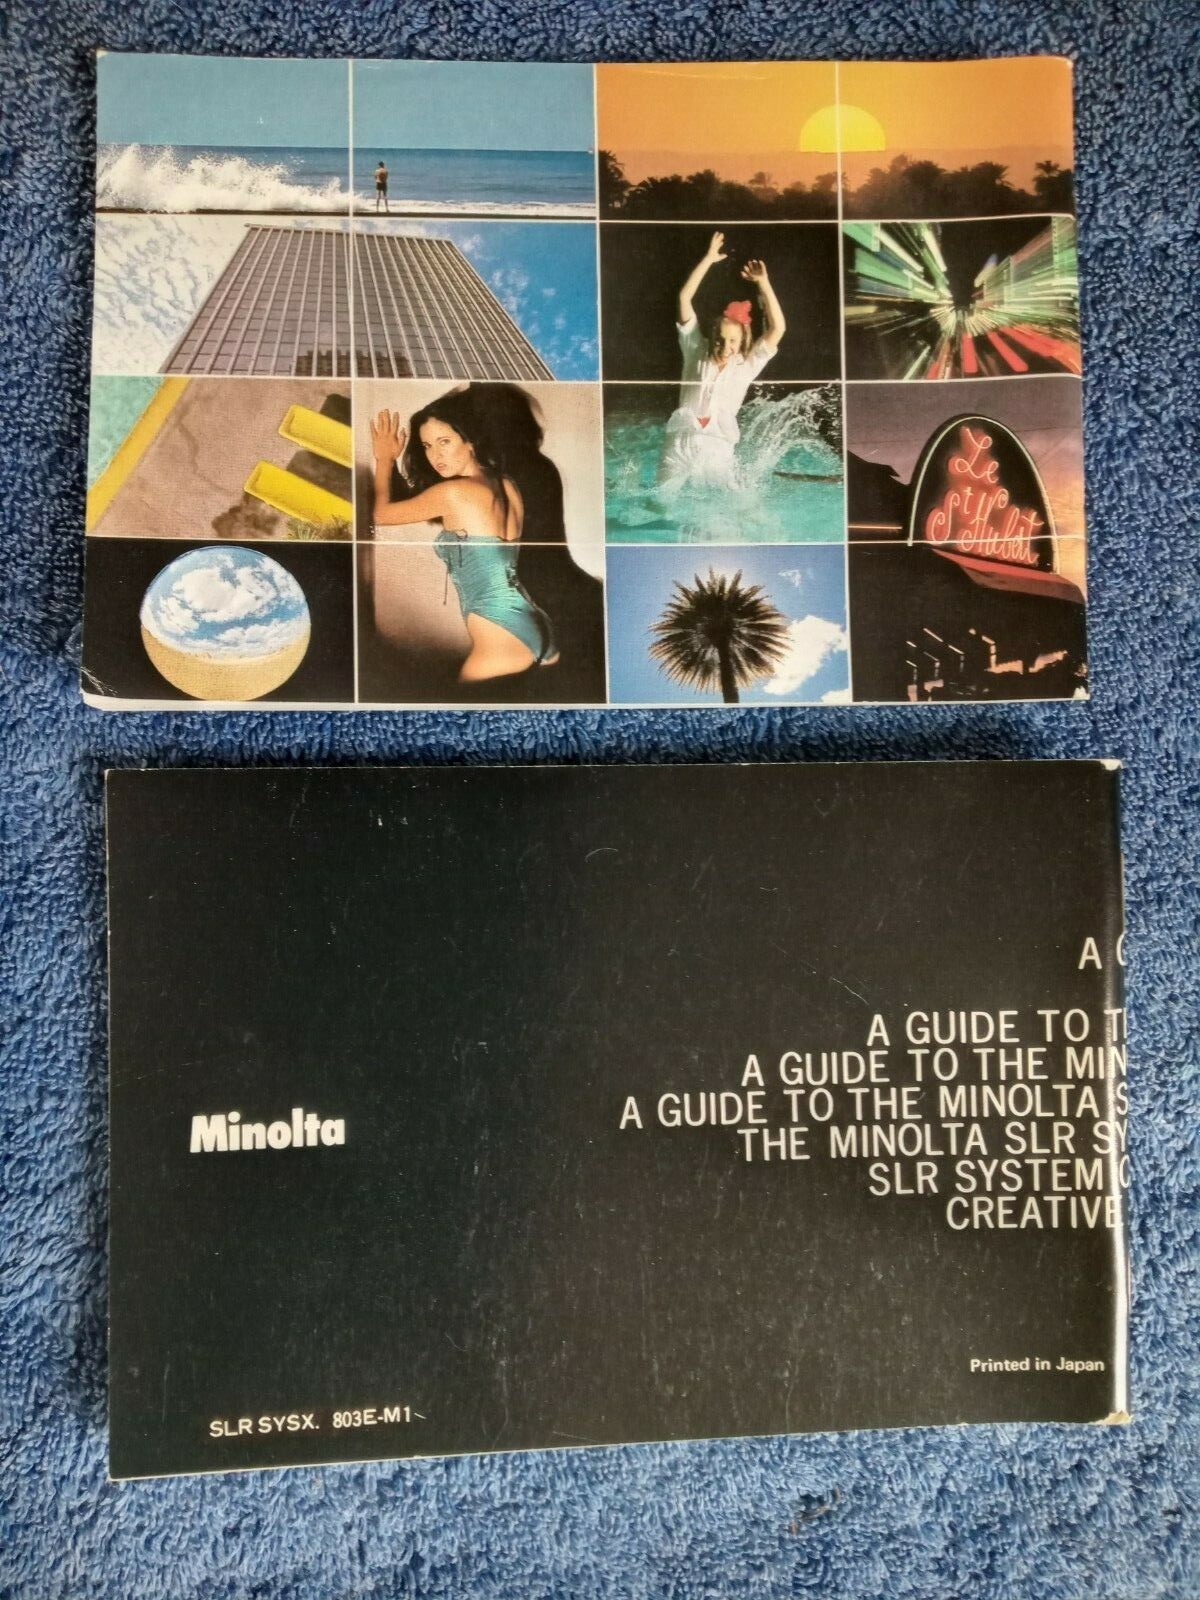 Le
St Hubêt
A
A GUIDE TO
A GUIDE TO THE MIN
A GUIDE TO THE MINOLTA S
THE MINOLTA SLR SY
SLR SYSTEM
CREATIVE
Minolta
Printed in Japan
SLR SYSX. 803E-M1